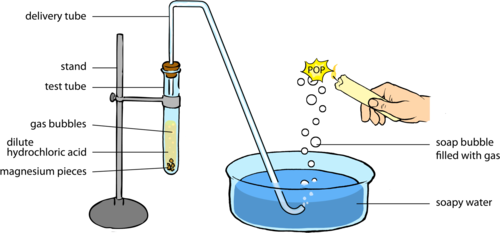 delivery tube
stand
test tube
gas bubbles
dilute
hydrochloric acid
magnesium pieces
POP
soap bubble
filled with gas
soapy water